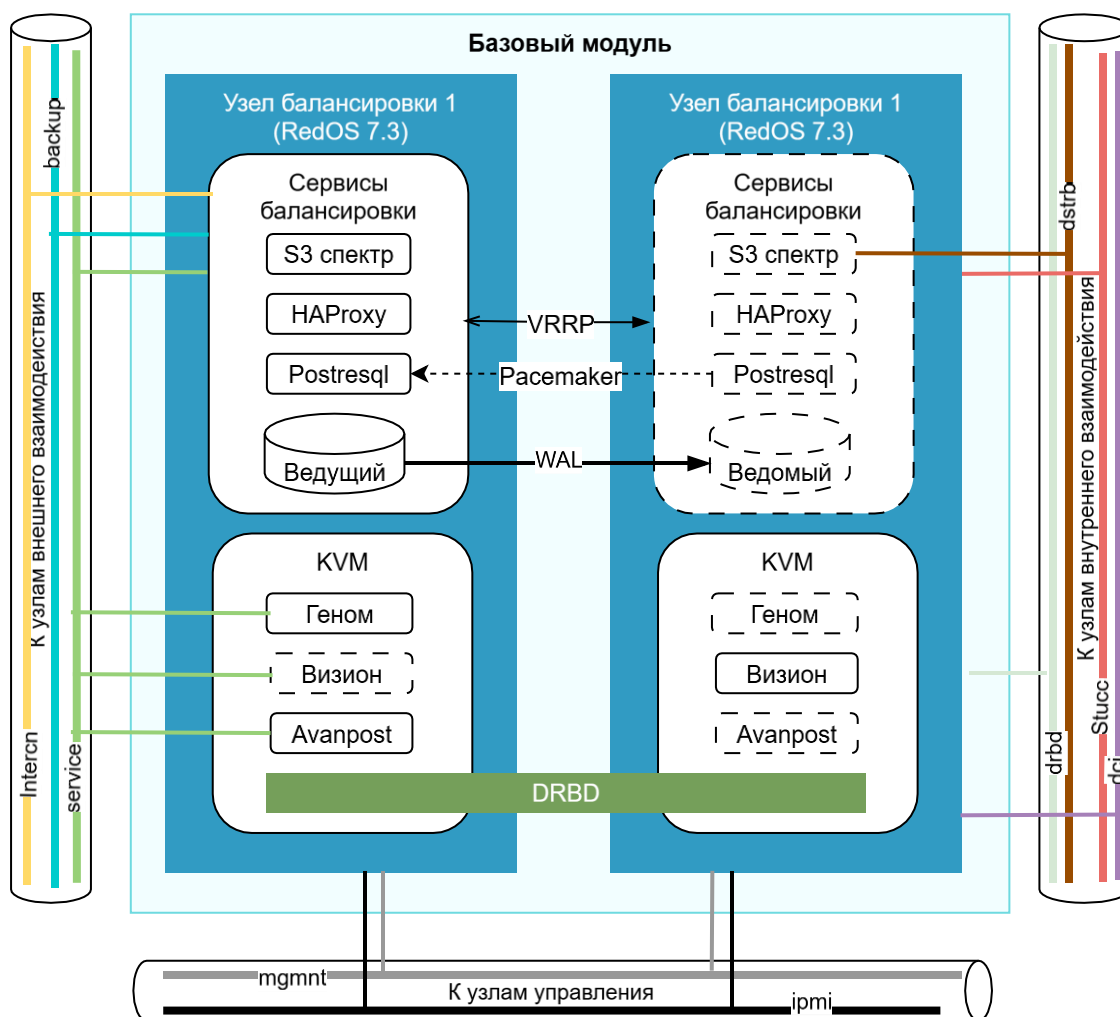 Базовый модуль
Узел балансировки 1
(RedOS 7.3)
Сервисы
балансировки
S3 спектр
HAProxy
Postresql
Ведущий
KVM
Геном
Визион
Avanpost
Узел балансировки 1
(RedOS 7.3)
Сервисы
балансировки
S3 спектр
HAProxy
Postresql
Ведомый
KVM
Геном
Визион
Avanpost
VRRP
Pacemaker
WAL
DRBD
backup
К узлам внешнего взаимодеиствия
Intercn
service
dstrb
К узлам внутреннего взаимодействия
drbd
Stucc
dci
mgmnt
К узлам управления
ipmi